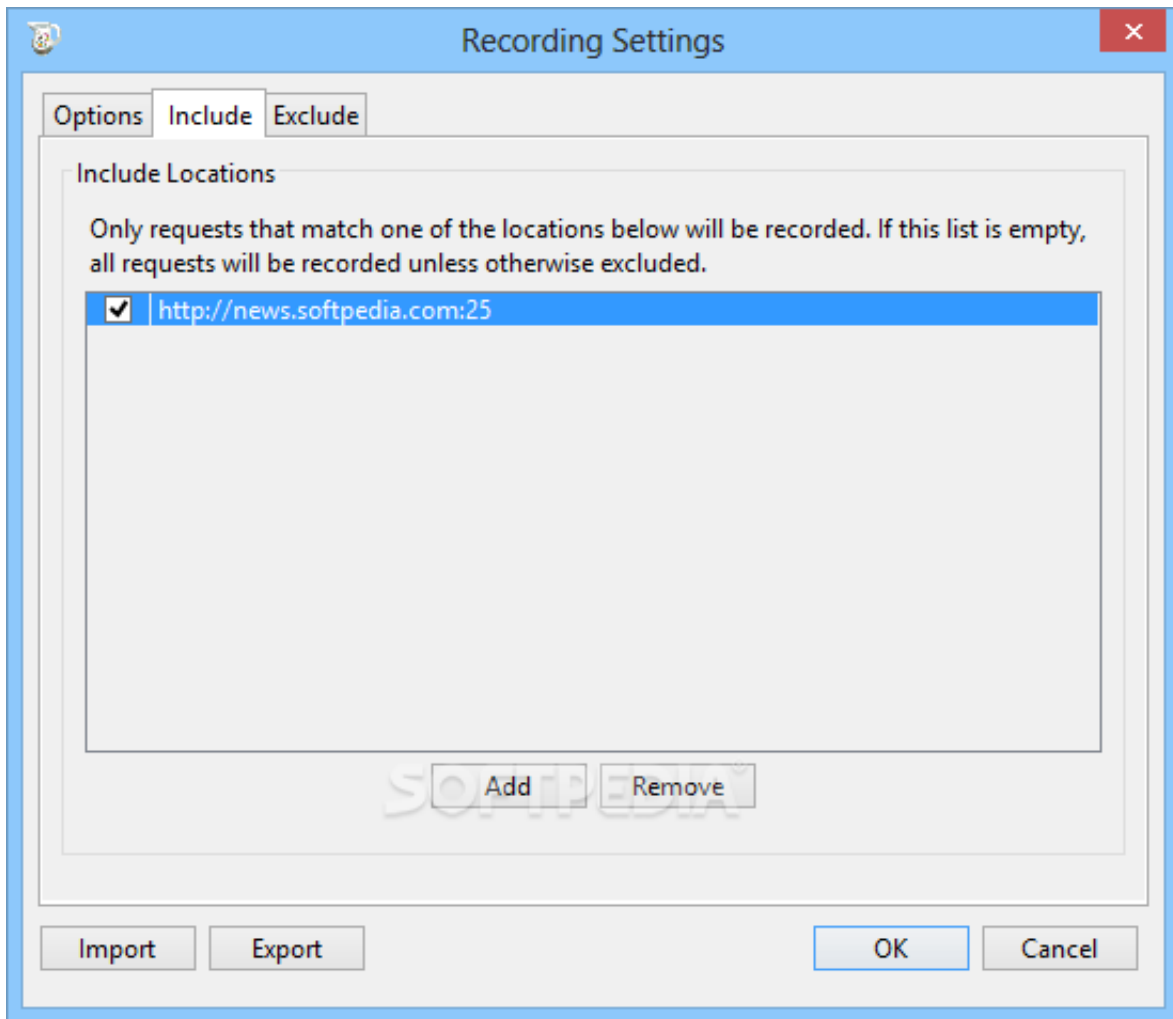 Recording Settings
Options Include Exclude
Include Locations
Only requests that match one of the locations below will be recorded. If this list is empty,
all requests will be recorded unless otherwise excluded.
http://news.softpedia.com:25
SOFTPEDIA®
Add Remove
Import Export OK Cancel